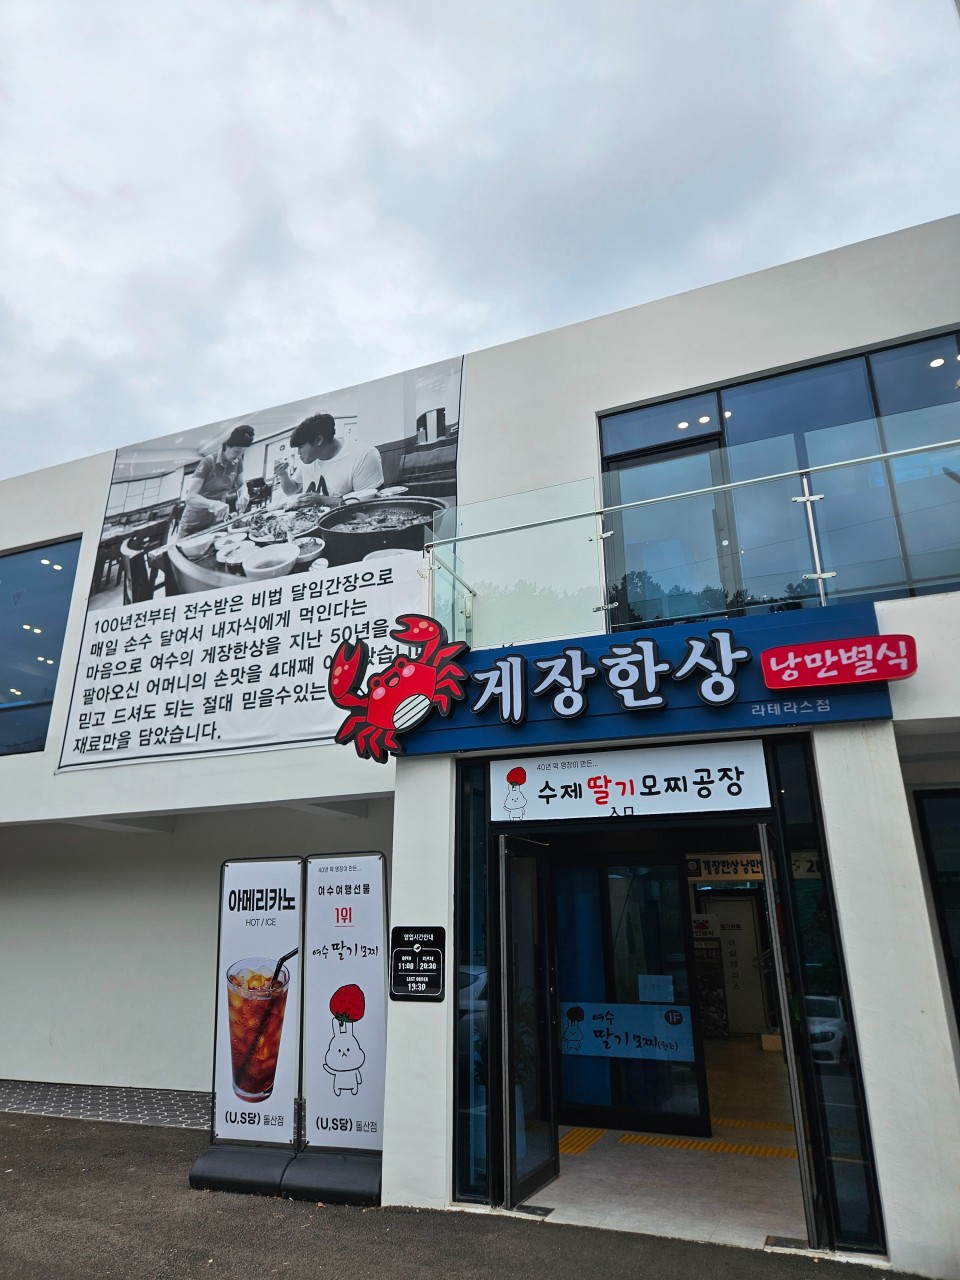 100년전부터 전수받은 비법 달임간장으로
매일 손수 달여서 내자식에게 먹인다는
마음으로 여수의 게장한상을 지난 50년을
팔아오신 어머니의 손맛을 4대째
믿고 드셔도 되는 절대 믿을수있는
재료만을 담았습니다.
게장한상
낭만별식
라테라스점
40년 떡 명장이 만든...
수제 딸기 모찌공장
아메리카노
HOT / ICE
(U,S당) 돌산점
40년 떡 명장이 만든...
여수여행선물
1위
여수 딸기 모찌
(U,S당) 돌산점
영업시간안내
11:00 20:30
LAST ORDER
19:30
게장한상 낭만
여수
딸기 모찌
1F